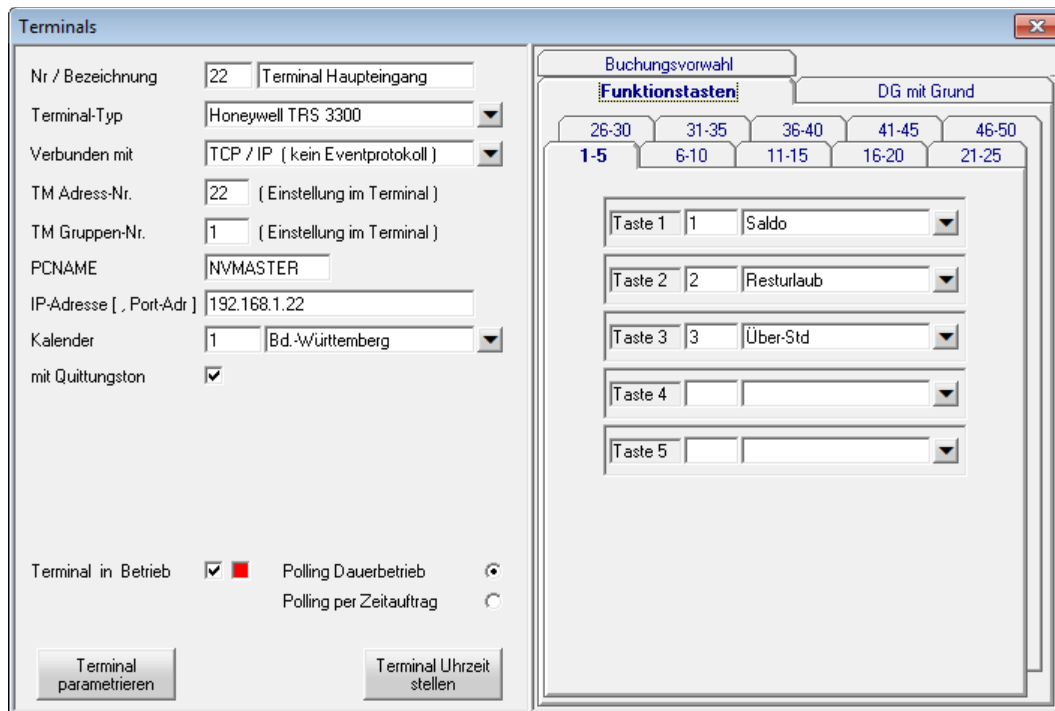 Terminals
Nr / Bezeichnung 22 Terminal Haupteingang
Terminal-Typ Honeywell TRS 3300
Verbunden mit TCP / IP ( kein Eventprotokoll )
TM Adress-Nr. 22 ( Einstellung im Terminal )
TM Gruppen-Nr. 1 ( Einstellung im Terminal )
PCNAME NVMASTER
IP-Adresse [ , Port-Adr ] 192.168.1.22
Kalender 1 Bd.-Württemberg
mit Quittungston
Terminal in Betrieb Polling Dauerbetrieb
Polling per Zeitauftrag
Terminal
parametrieren
Terminal Uhrzeit
stellen
Buchungsvorwahl
Funktionstasten DG mit Grund
26-30 31-35 36-40 41-45 46-50
1-5 6-10 11-15 16-20 21-25
Taste 1 1 Saldo
Taste 2 2 Resturlaub
Taste 3 3 Über-Std
Taste 4
Taste 5